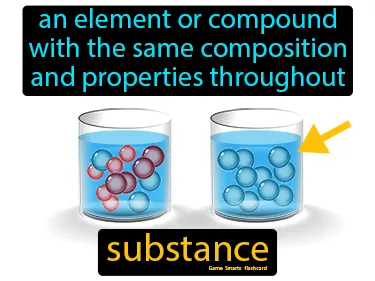 an element or compound
with the same composition
and properties throughout
substance
Game Smartz flashcard